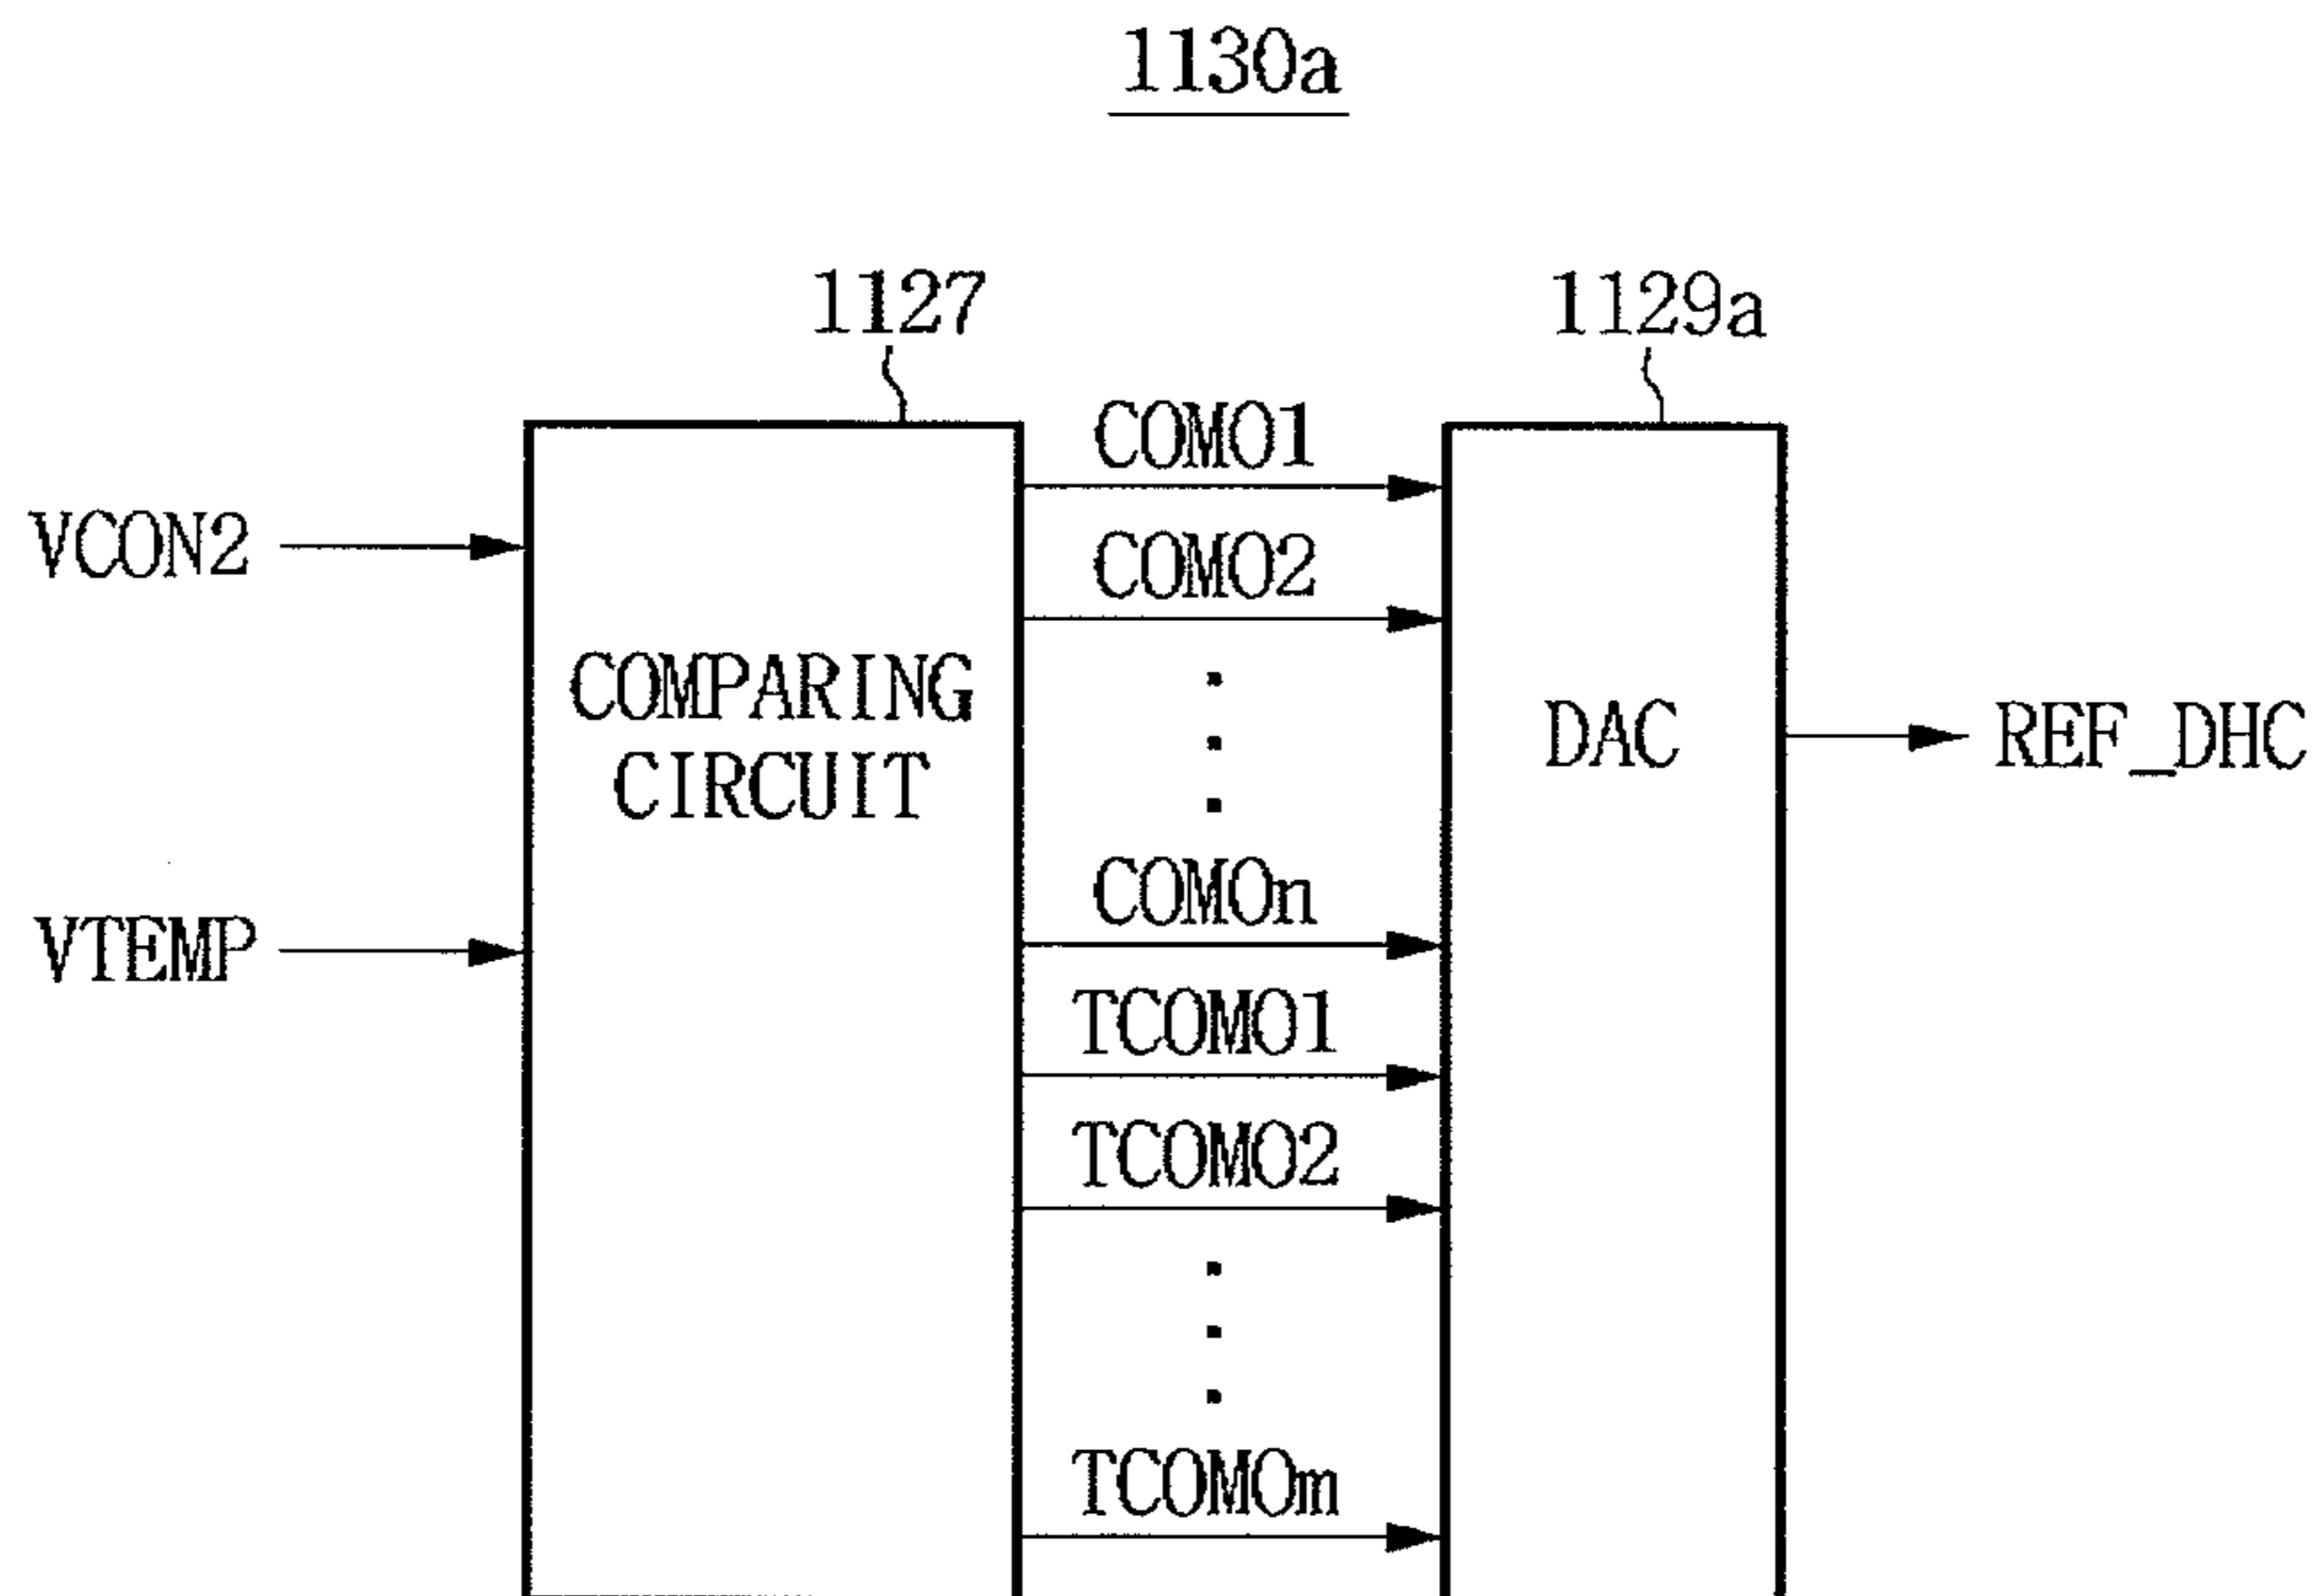 1130a
1127
1129a
COMO1
VCON2
COMO2
COMPARING
CIRCUIT
DAC
REF_DHC
COMOn
VTEMP
TCOMO1
TCOMO2
TCOMOm